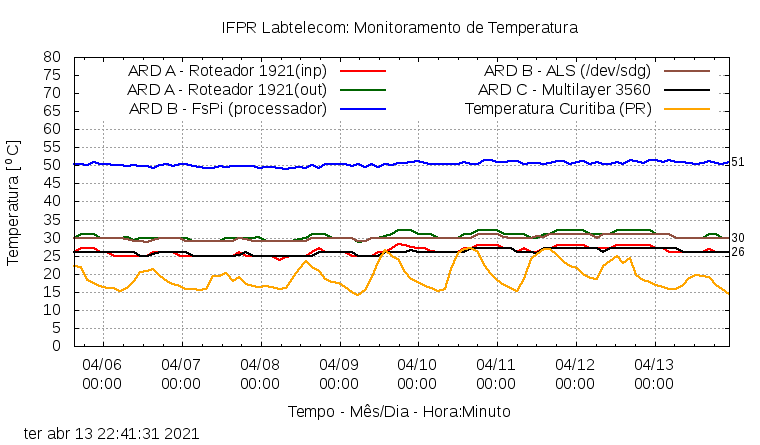 IFPR Labtelecom: Monitoramento de Temperatura
Temperatura [ºC]
80
75
70
65
60
55
50
45
40
35
30
25
20
15
10
5
0
ARD A - Roteador 1921(inp)
ARD A - Roteador 1921(out)
ARD B - FsPi (processador)
ARD B - ALS (/dev/sdg)
ARD C - Multilayer 3560
Temperatura Curitiba (PR)
51
30
26
04/06 04/07 04/08 04/09 04/10 04/11 04/12 04/13
00:00 00:00 00:00 00:00 00:00 00:00 00:00 00:00
Tempo - Mês/Dia - Hora:Minuto
ter abr 13 22:41:31 2021